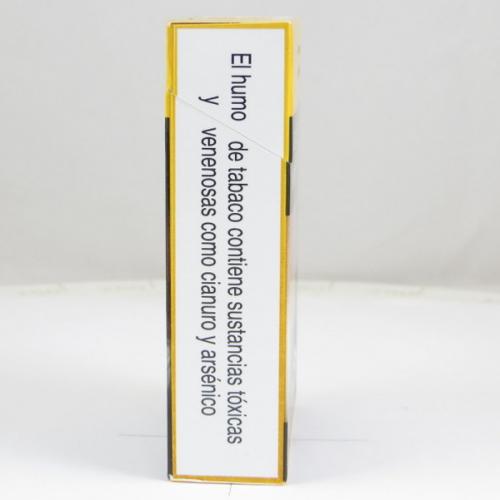 El humo de tabaco contiene sustancias tóxicas
y venenosas como cianuro y arsénico